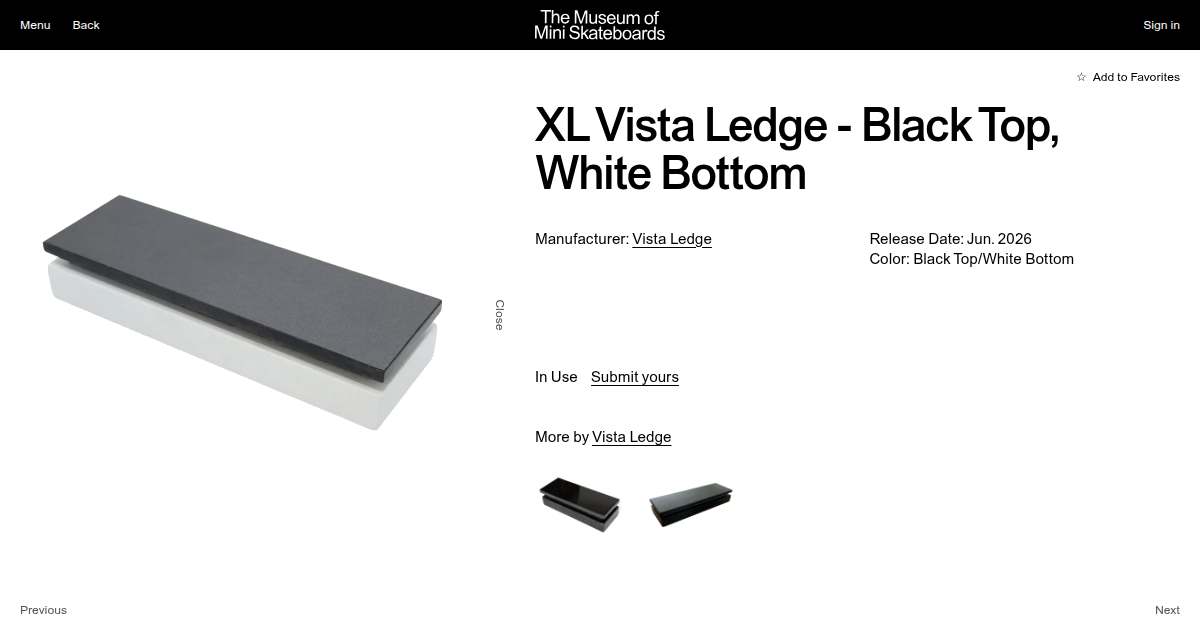 Menu
Back
The Museum of
Mini Skateboards
Sign in
☆ Add to Favorites
XL Vista Ledge - Black Top,
White Bottom
Manufacturer: Vista Ledge
Release Date: Jun. 2026
Color: Black Top/White Bottom
Close
In Use
Submit yours
More by Vista Ledge
Previous
Next